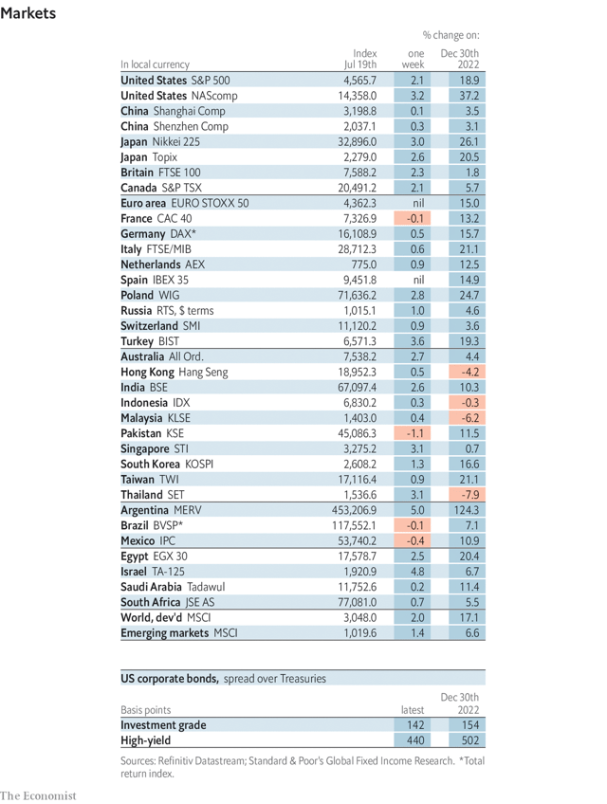 Markets
% change on:
Index one Dec 30th
In local currency Jul 19th week 2022
United States S&P 500 4,565.7 2.1 18.9
United States NAScomp 14,358.0 3.2 37.2
China Shanghai Comp 3,198.8 0.1 3.5
China Shenzhen Comp 2,037.1 0.3 3.1
Japan Nikkei 225 32,896.0 3.0 26.1
Japan Topix 2,279.0 2.6 20.5
Britain FTSE 100 7,588.2 2.3 1.8
Canada S&P TSX 20,491.2 2.1 5.7
Euro area EURO STOXX 50 4,362.3 nil 15.0
France CAC 40 7,326.9 -0.1 13.2
Germany DAX* 16,108.9 0.5 15.7
Italy FTSE/MIB 28,712.3 0.6 21.1
Netherlands AEX 775.0 0.9 12.5
Spain IBEX 35 9,451.8 nil 14.9
Poland WIG 71,636.2 2.8 24.7
Russia RTS, $ terms 1,015.1 1.0 4.6
Switzerland SMI 11,120.2 0.9 3.6
Turkey BIST 6,571.3 3.6 19.3
Australia All Ord. 7,538.2 2.7 4.4
Hong Kong Hang Seng 18,952.3 0.5 -4.2
India BSE 67,097.4 2.6 10.3
Indonesia IDX 6,830.2 0.3 -0.3
Malaysia KLSE 1,403.0 0.4 -6.2
Pakistan KSE 45,086.3 -1.1 11.5
Singapore STI 3,275.2 3.1 0.7
South Korea KOSPI 2,608.2 1.3 16.6
Taiwan TWI 17,116.4 0.9 21.1
Thailand SET 1,536.6 3.1 -7.9
Argentina MERV 453,206.9 5.0 124.3
Brazil BVSP* 117,552.1 -0.1 7.1
Mexico IPC 53,740.2 -0.4 10.9
Egypt EGX 30 17,578.7 2.5 20.4
Israel TA-125 1,920.9 4.8 6.7
Saudi Arabia Tadawul 11,752.6 0.2 11.4
South Africa JSE AS 77,081.0 0.7 5.5
World, dev'd MSCI 3,048.0 2.0 17.1
Emerging markets MSCI 1,019.6 1.4 6.6
US corporate bonds, spread over Treasuries
Dec 30th
Basis points latest 2022
Investment grade 142 154
High-yield 440 502
Sources: Refinitiv Datastream; Standard & Poor's Global Fixed Income Research. *Total
return index.
The Economist